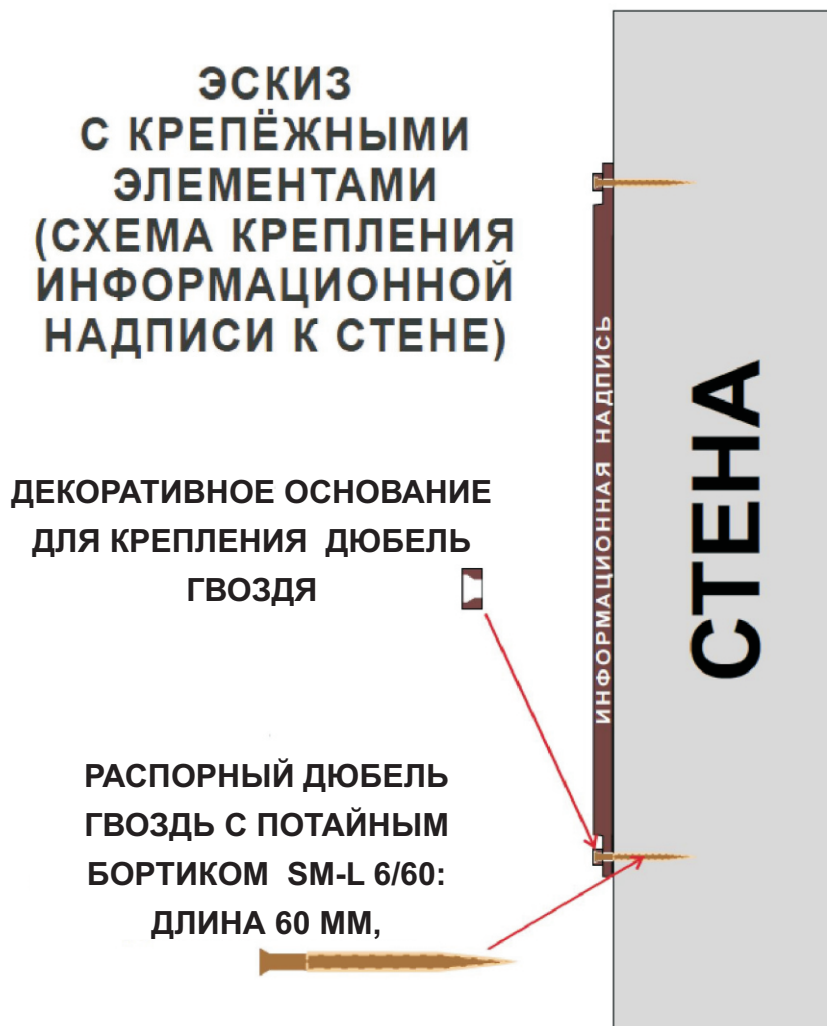 ЭСКИЗ
С КРЕПЁЖНЫМИ
ЭЛЕМЕНТАМИ
(СХЕМА КРЕПЛЕНИЯ
ИНФОРМАЦИОННОЙ
НАДПИСИ К СТЕНЕ)
ДЕКОРАТИВНОЕ ОСНОВАНИЕ
ДЛЯ КРЕПЛЕНИЯ ДЮБЕЛЬ
ГВОЗДЯ
РАСПОРНЫЙ ДЮБЕЛЬ
ГВОЗДЬ С ПОТАЙНЫМ
БОРТИКОМ SM-L 6/60:
ДЛИНА 60 ММ,
ИНФОРМАЦИОННАЯ НАДПИСЬ
СТЕНА